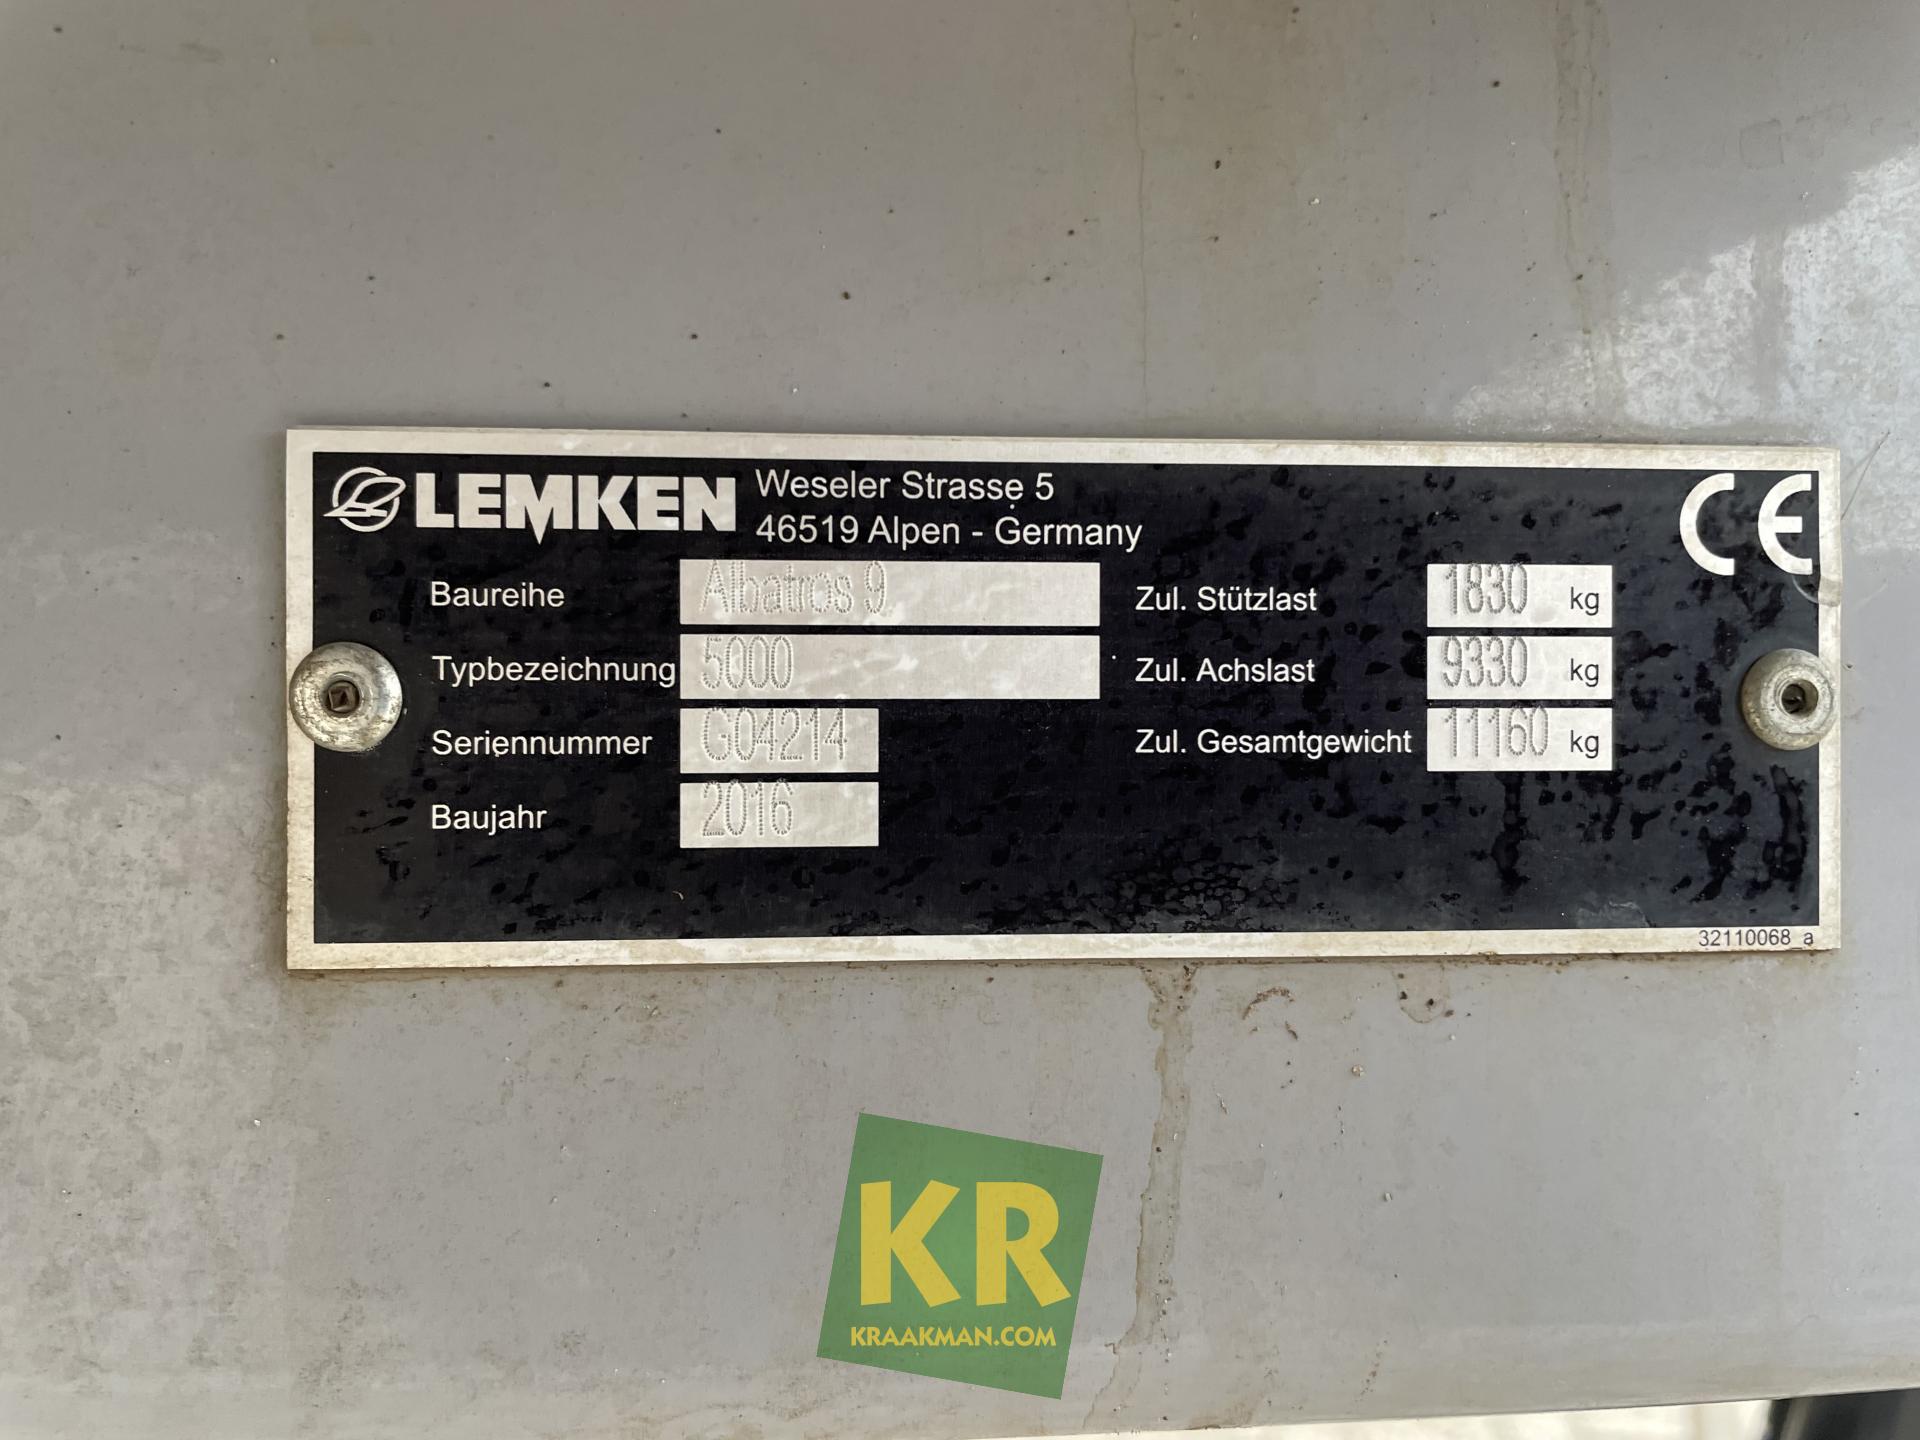 LEMKEN
Weseler Strasse 5
46519 Alpen - Germany
CE
Baureihe Albatros 9
Typbezeichnung 5000
Seriennummer G04214
Baujahr 2016
Zul. Stützlast 1830 kg
Zul. Achslast 9330 kg
Zul. Gesamtgewicht 11160 kg
32110068_a
KR
KRAAKMAN.COM